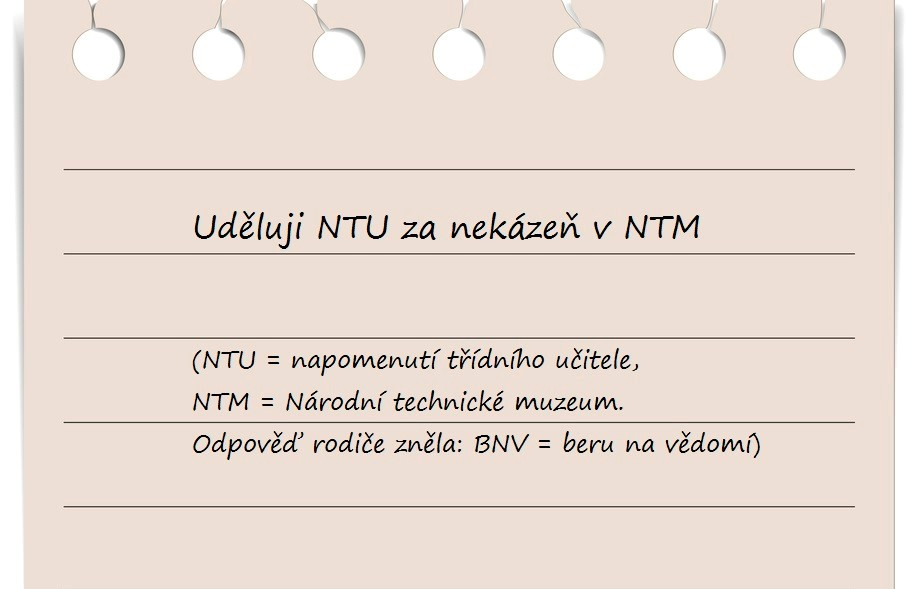 Uděluji NTU za nekázeň v NTM
(NTU = napomenutí třídního učitele,
NTM = Národní technické muzeum.
Odpověď rodiče zněla: BNV = beru na vědomí)